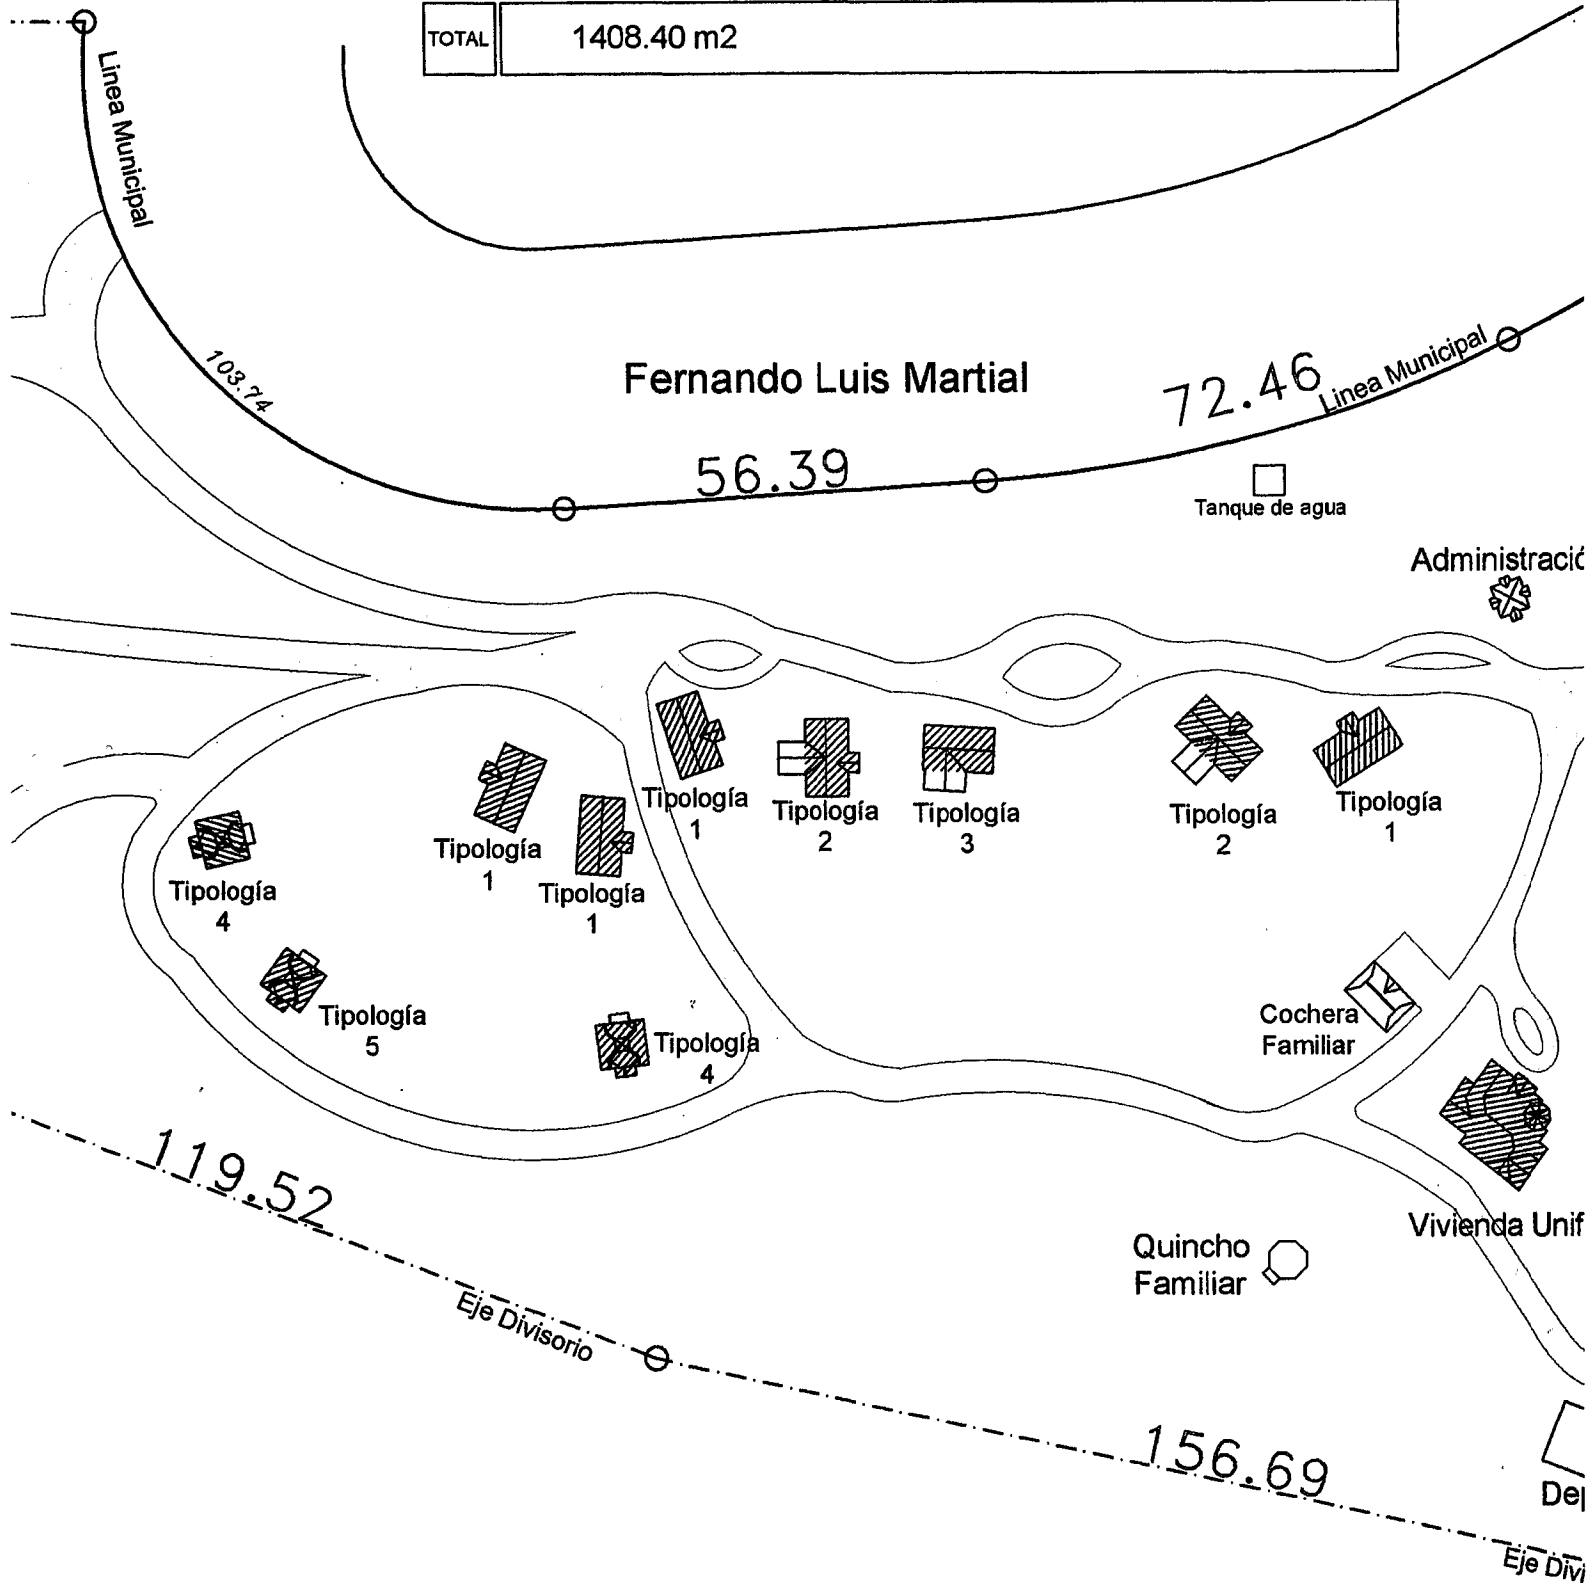 TOTAL 1408.40 m2
Linea Municipal
103.74
Fernando Luis Martial
72.46
Linea Municipal
56.39
Tanque de agua
Administració
Tipología
1
Tipología
2
Tipología
3
Tipología
2
Tipología
1
Tipología
1
Tipología
1
Tipología
4
Tipología
5
Tipología
4
Cochera
Familiar
119.52
Vivienda Unif
Quincho
Familiar
Eje Divisorio
156.69
Dep
Eje Divi